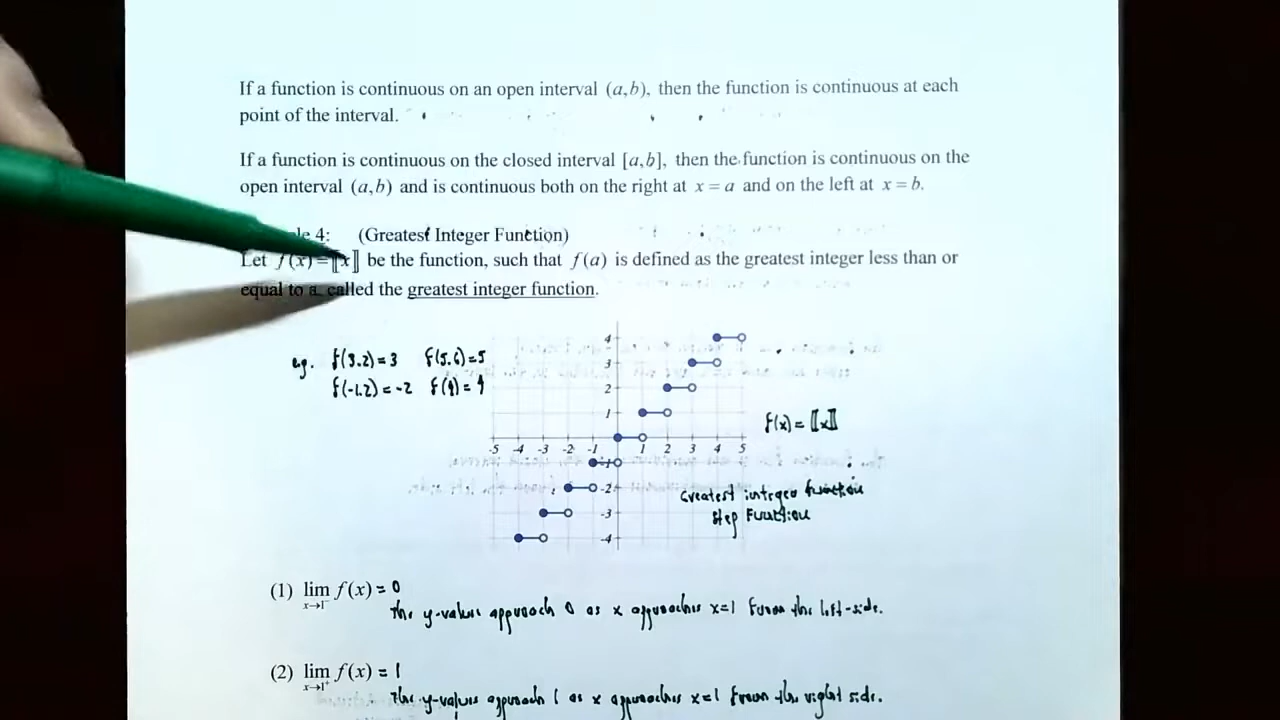 If a function is continuous on an open interval (a,b), then the function is continuous at each
point of the interval.
If a function is continuous on the closed interval [a,b], then the function is continuous on the
open interval (a,b) and is continuous both on the right at x = a and on the left at x = b.
4: (Greatest Integer Function)
Let f(x)=⟦x⟧ be the function, such that f(a) is defined as the greatest integer less than or
equal to a called the greatest integer function.
eg. f(3.2)=3 f(5.6)=5
f(-1.2)=-2
4
3
2
1
-5 -4 -3 -2 -1 1 2 3 4 5
-1
-2
-3
-4
f(x) = ⟦x⟧
Greatest integer function
step Function
(1) lim f(x) = 0
x→1⁻
The y-values approach 0 as x approaches x=1 from the left-side.
(2) lim f(x) = 1
x→1⁺
The y-values approach 1 as x approaches x=1 from the right side.